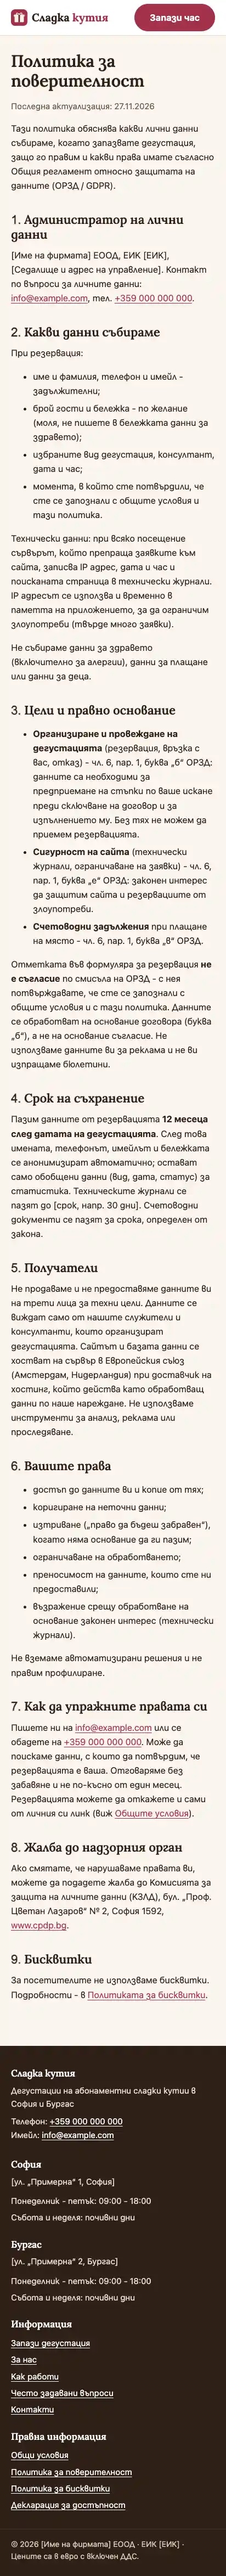 Сладка кутия
Запази час
Политика за
поверителност
Последна актуализация: 27.11.2026
Тази политика обяснява какви лични данни
събираме, когато запазвате дегустация,
защо го правим и какви права имате съгласно
Общия регламент относно защитата на
данните (ОРЗД / GDPR).
1. Администратор на лични
данни
[Име на фирмата] ЕООД, ЕИК [ЕИК],
[Седалище и адрес на управление]. Контакт
по въпроси за личните данни:
info@example.com, тел. +359 000 000 000.
2. Какви данни събираме
При резервация:
• име и фамилия, телефон и имейл -
задължителни;
• брой гости и бележка - по желание
(моля, не пишете в бележката данни за
здравето);
• избраните вид дегустация, консултант,
дата и час;
• момента, в който сте потвърдили, че
сте се запознали с общите условия и
тази политика.
Технически данни: при всяко посещение
сървърът, който препраща заявките към
сайта, записва IP адрес, дата и час и
поисканата страница в технически журнали.
IP адресът се използва и временно в
паметта на приложението, за да ограничим
злоупотреби (твърде много заявки).
Не събираме данни за здравето
(включително за алергии), данни за плащане
или данни за деца.
3. Цели и правно основание
• Организиране и провеждане на
дегустацията (резервация, връзка с
вас, отказ) - чл. 6, пар. 1, буква „б“ ОРЗД:
данните са необходими за
предприемане на стъпки по ваше искане
преди сключване на договор и за
изпълнението му. Без тях не можем да
приемем резервацията.
• Сигурност на сайта (технически
журнали, ограничаване на заявки) - чл. 6,
пар. 1, буква „е“ ОРЗД: законен интерес
да защитим сайта и резервациите от
злоупотреби.
• Счетоводни задължения при плащане
на място - чл. 6, пар. 1, буква „в“ ОРЗД.
Отметката във формуляра за резервация не
е съгласие по смисъла на ОРЗД - с нея
потвърждавате, че сте се запознали с
общите условия и с тази политика. Данните
се обработват на основание договора (буква
„б“), а не на основание съгласие. Не
използваме данните ви за реклама и не ви
изпращаме бюлетини.
4. Срок на съхранение
Пазим данните от резервацията 12 месеца
след датата на дегустацията. След това
имената, телефонът, имейлът и бележката
се анонимизират автоматично; остават
само обобщени данни (вид, дата, статус) за
статистика. Техническите журнали се
пазят до [срок, напр. 30 дни]. Счетоводни
документи се пазят за срока, определен от
закона.
5. Получатели
Не продаваме и не предоставяме данните ви
на трети лица за техни цели. Данните се
виждат само от нашите служители и
консултанти, които организират
дегустацията. Сайтът и базата данни се
хостват на сървър в Европейския съюз
(Амстердам, Нидерландия) при доставчик на
хостинг, който действа като обработващ
данни по наше нареждане. Не използваме
инструменти за анализ, реклама или
проследяване.
6. Вашите права
• достъп до данните ви и копие от тях;
• коригиране на неточни данни;
• изтриване („право да бъдеш забравен“),
когато няма основание да ги пазим;
• ограничаване на обработването;
• преносимост на данните, които сте ни
предоставили;
• възражение срещу обработване на
основание законен интерес (технически
журнали).
Не вземаме автоматизирани решения и не
правим профилиране.
7. Как да упражните правата си
Пишете ни на info@example.com или се
обадете на +359 000 000 000. Може да
поискаме данни, с които да потвърдим, че
резервацията е ваша. Отговаряме без
забавяне и не по-късно от един месец.
Резервацията можете да откажете и сами
от личния си линк (виж Общите условия).
8. Жалба до надзорния орган
Ако смятате, че нарушаваме правата ви,
можете да подадете жалба до Комисията за
защита на личните данни (КЗЛД), бул. „Проф.
Цветан Лазаров“ № 2, София 1592,
www.cpdp.bg.
9. Бисквитки
За посетителите не използваме бисквитки.
Подробности - в Политиката за бисквитки.
Сладка кутия
Дегустации на абонаментни сладки кутии в
София и Бургас
Телефон: +359 000 000 000
Имейл: info@example.com
София
[ул. „Примерна“ 1, София]
Понеделник - петък: 09:00 - 18:00
Събота и неделя: почивни дни
Бургас
[ул. „Примерна“ 2, Бургас]
Понеделник - петък: 09:00 - 18:00
Събота и неделя: почивни дни
Информация
Запази дегустация
За нас
Как работи
Често задавани въпроси
Контакти
Правна информация
Общи условия
Политика за поверителност
Политика за бисквитки
Декларация за достъпност
© 2026 [Име на фирмата] ЕООД · ЕИК [ЕИК] ·
Цените са в евро с включен ДДС.